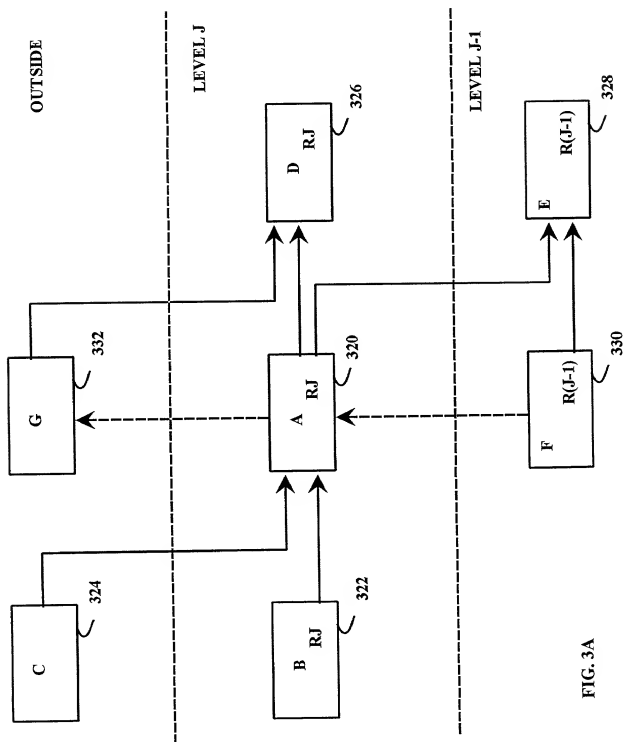 OUTSIDE
LEVEL J
LEVEL J-1
D
RJ
326
E
R(J-1)
328
G
332
A
RJ
320
F
R(J-1)
330
C
324
B
RJ
322
FIG. 3A